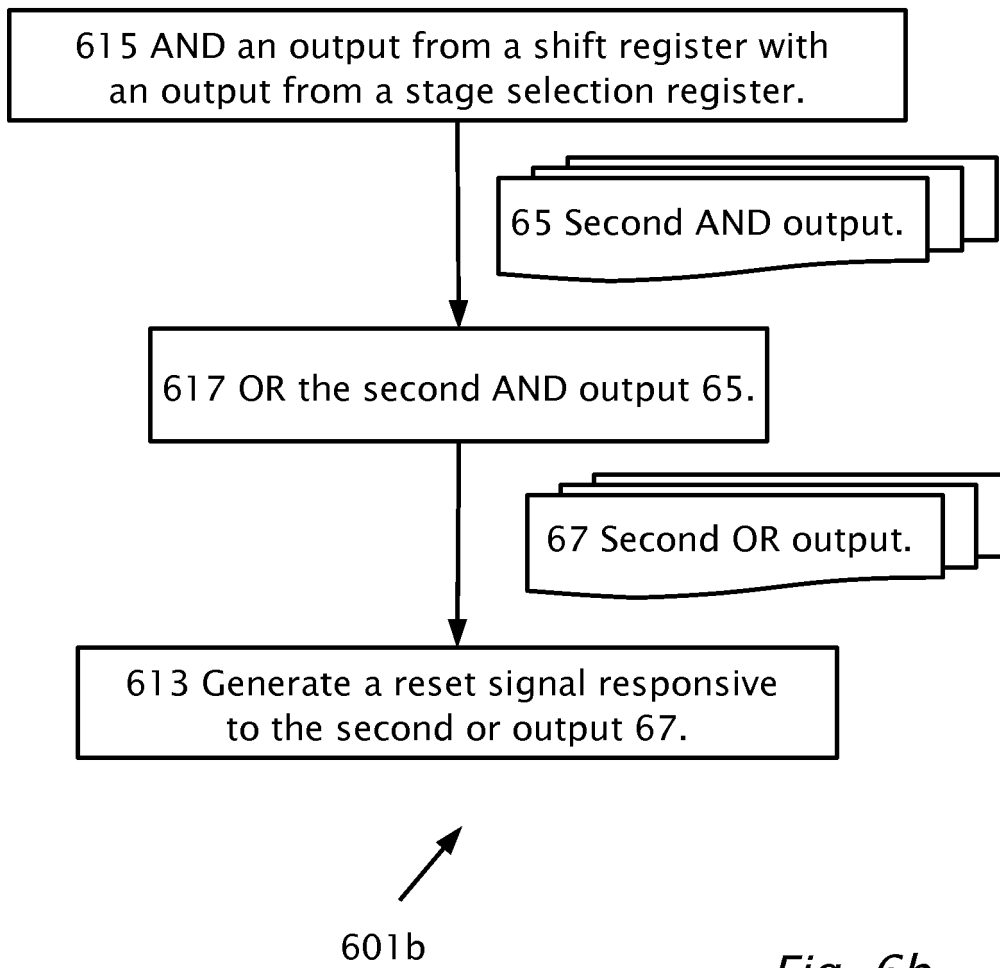 615 AND an output from a shift register with
an output from a stage selection register.
65 Second AND output.
617 OR the second AND output 65.
67 Second OR output.
613 Generate a reset signal responsive
to the second or output 67.
601b
Fig. 6b